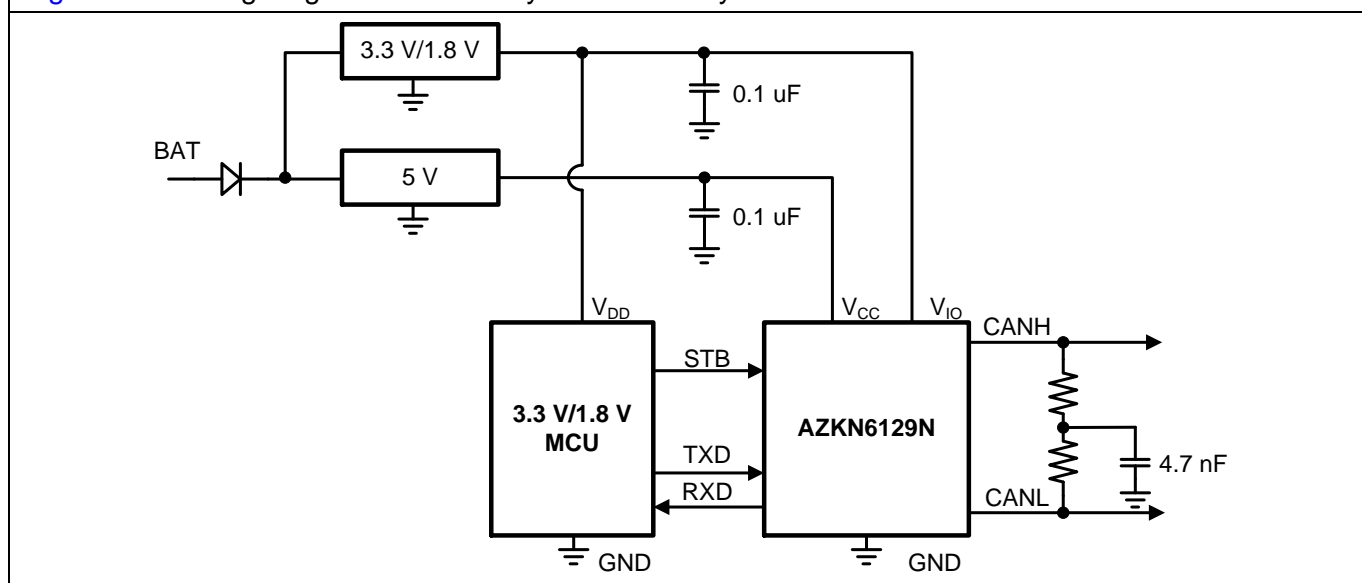 3.3 V/1.8 V
0.1 uF
BAT
5 V
0.1 uF
VDD
VCC
VIO
CANH
STB
3.3 V/1.8 V
MCU
AZKN6129N
TXD
4.7 nF
RXD
CANL
GND
GND